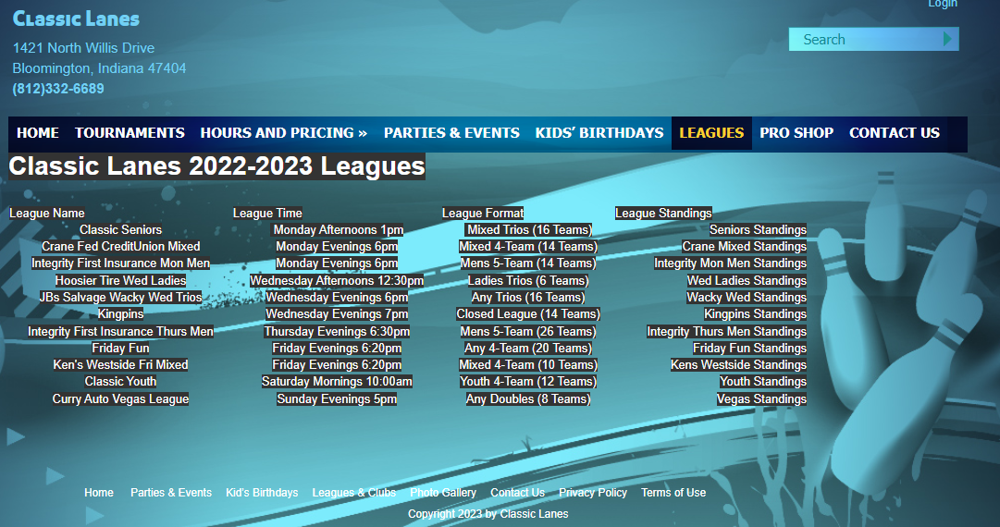 Login
Classic Lanes
1421 North Willis Drive
Bloomington, Indiana 47404
(812)332-6689
Search
HOME TOURNAMENTS HOURS AND PRICING » PARTIES & EVENTS KIDS' BIRTHDAYS LEAGUES PRO SHOP CONTACT US
Classic Lanes 2022-2023 Leagues
League Name League Time League Format League Standings
Classic Seniors Monday Afternoons 1pm Mixed Trios (16 Teams) Seniors Standings
Crane Fed CreditUnion Mixed Monday Evenings 6pm Mixed 4-Team (14 Teams) Crane Mixed Standings
Integrity First Insurance Mon Men Monday Evenings 6pm Mens 5-Team (14 Teams) Integrity Mon Men Standings
Hoosier Tire Wed Ladies Wednesday Afternoons 12:30pm Ladies Trios (6 Teams) Wed Ladies Standings
JBs Salvage Wacky Wed Trios Wednesday Evenings 6pm Any Trios (16 Teams) Wacky Wed Standings
Kingpins Wednesday Evenings 7pm Closed League (14 Teams) Kingpins Standings
Integrity First Insurance Thurs Men Thursday Evenings 6:30pm Mens 5-Team (26 Teams) Integrity Thurs Men Standings
Friday Fun Friday Evenings 6:20pm Any 4-Team (20 Teams) Friday Fun Standings
Ken's Westside Fri Mixed Friday Evenings 6:20pm Mixed 4-Team (10 Teams) Kens Westside Standings
Classic Youth Saturday Mornings 10:00am Youth 4-Team (12 Teams) Youth Standings
Curry Auto Vegas League Sunday Evenings 5pm Any Doubles (8 Teams) Vegas Standings
Home Parties & Events Kid's Birthdays Leagues & Clubs Photo Gallery Contact Us Privacy Policy Terms of Use
Copyright 2023 by Classic Lanes